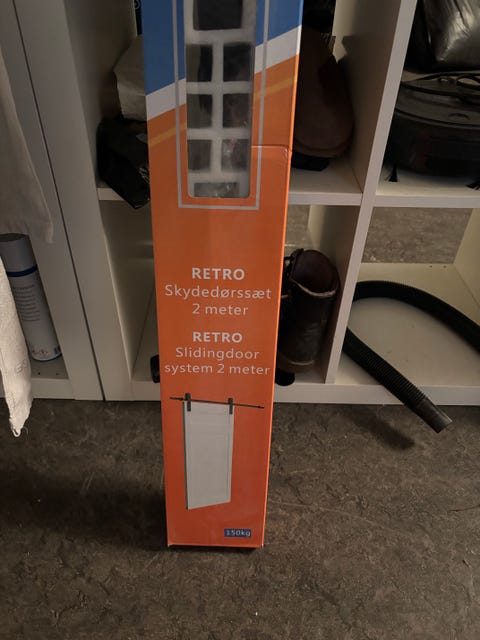 RETRO
Skydedørssæt
2 meter
RETRO
Slidingdoor
system 2 meter
150kg